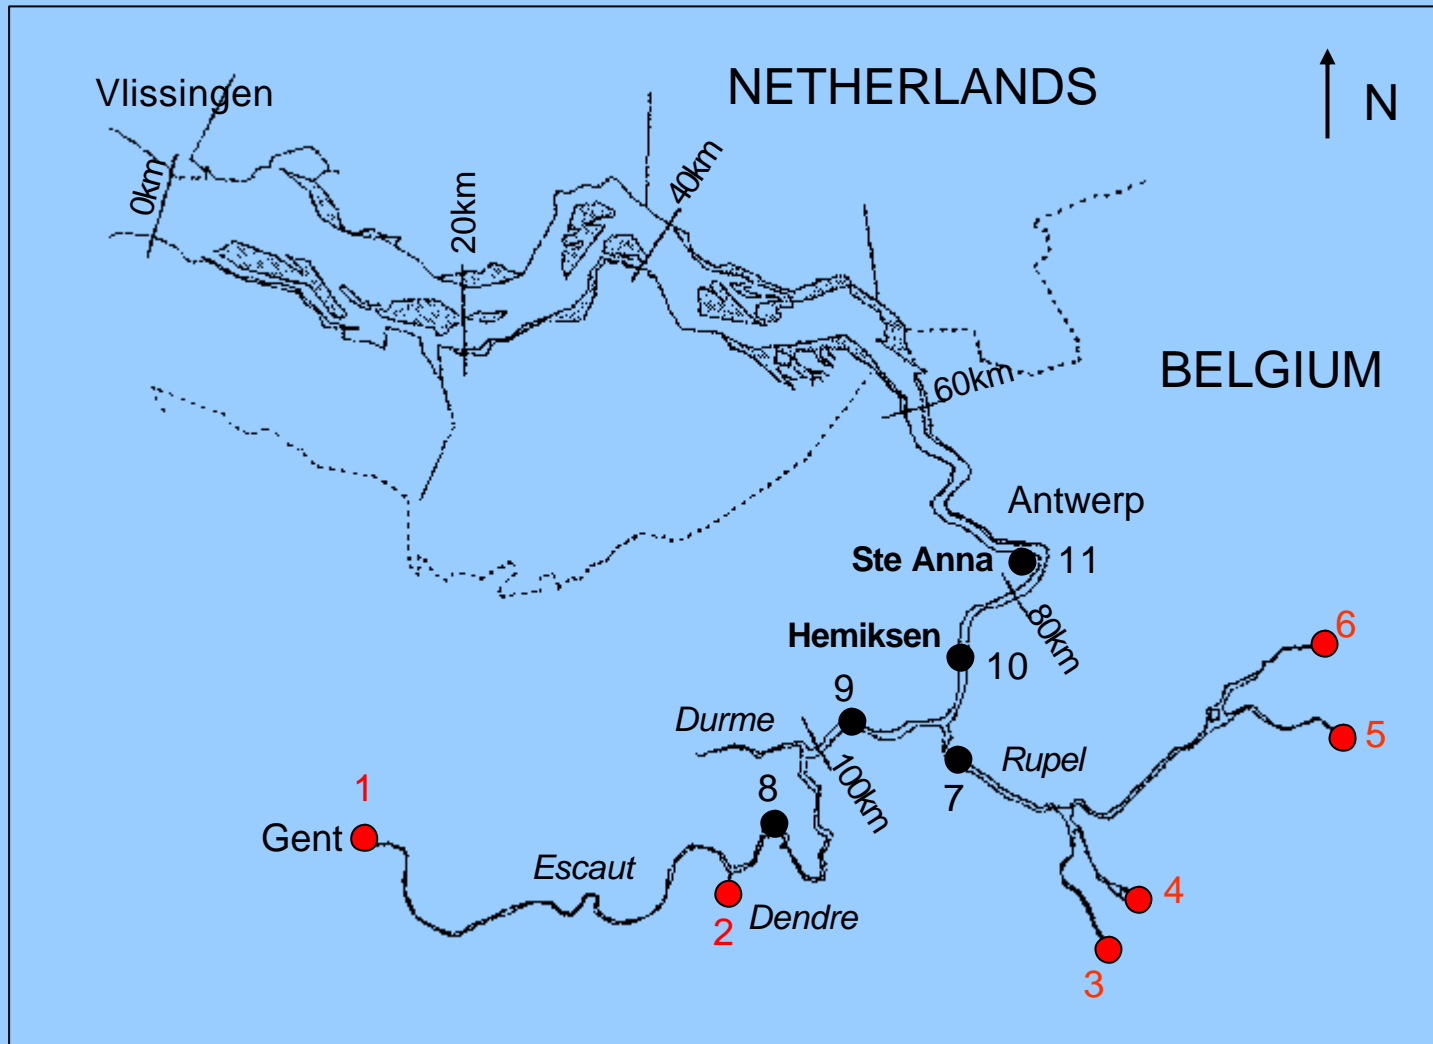 NETHERLANDS
Vlissingen
N
0km
20km
40km
60km
BELGIUM
Antwerp
Ste Anna
11
80km
Hemiksen
10
6
9
Durme
5
Rupel
100km
7
8
1
Gent
Escaut
2
Dendre
4
3